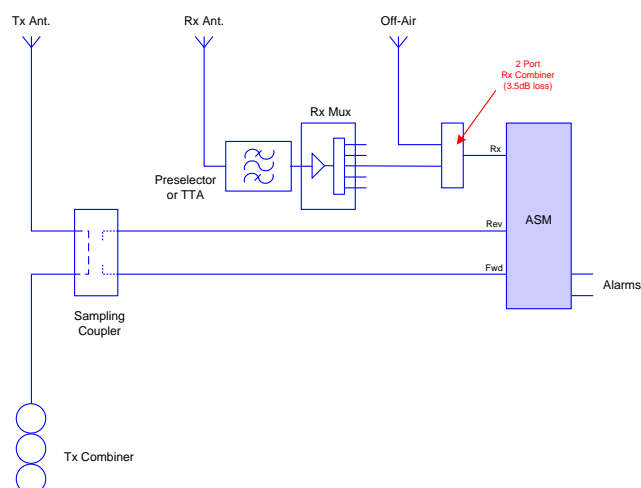 Tx Ant.
Rx Ant.
Off-Air
2 Port
Rx Combiner
(3.5dB loss)
Rx Mux
Rx
Preselector
or TTA
ASM
Rev
Fwd
Alarms
Sampling
Coupler
Tx Combiner